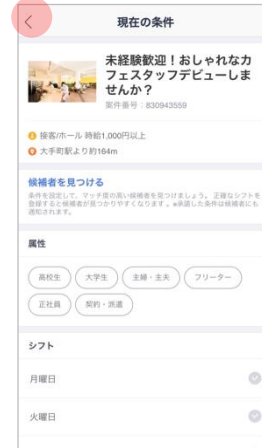 現在の条件
未経験歓迎！おしゃれなカ
フェスタッフデビューしま
せんか？
案件番号：830943559
接客/ホール 時給1,000円以上
大手町駅より約164m
候補者を見つける
条件を設定して、マッチ度の高い候補者を見つけましょう。 正確なシフトを
登録すると候補者が見つかりやすくなります 。※承諾した条件は候補者にも
通知されます。
属性
高校生
大学生
主婦・主夫
フリーター
正社員
契約・派遣
シフト
月曜日
火曜日